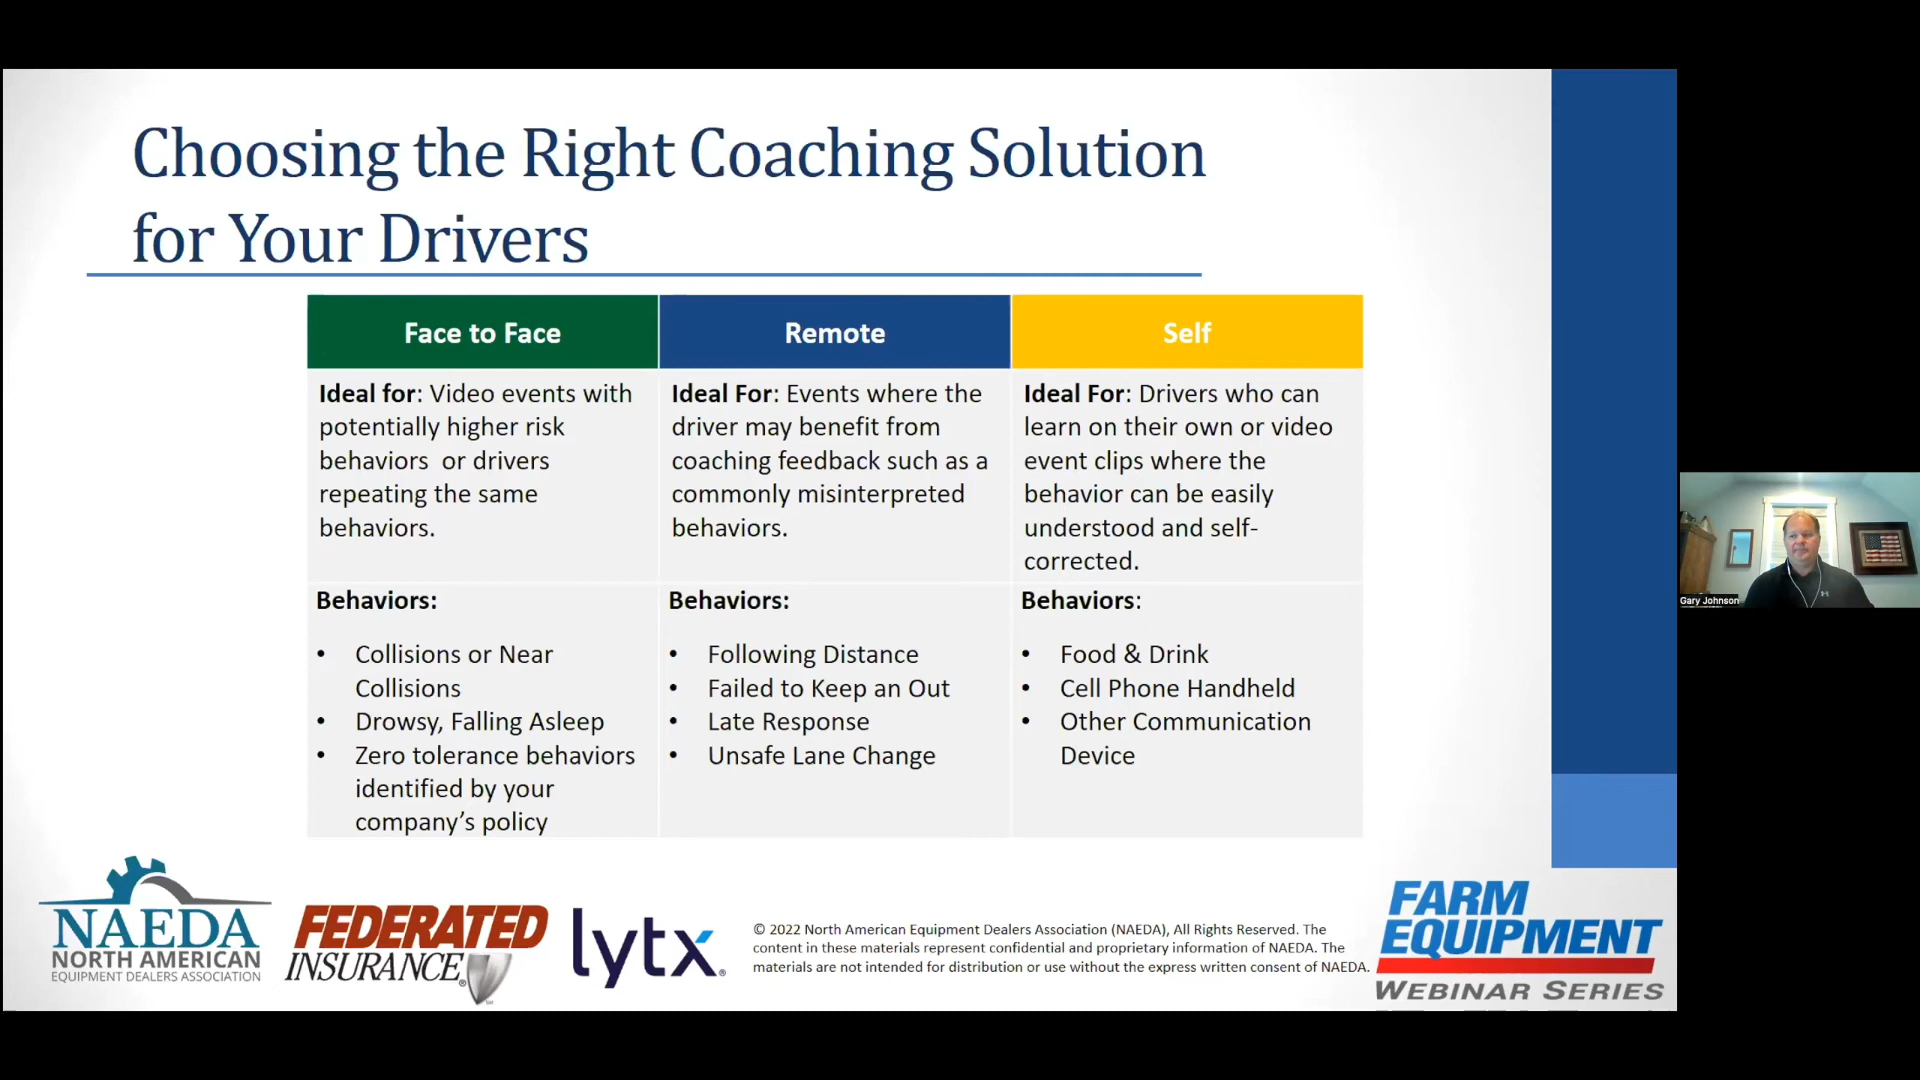 Choosing the Right Coaching Solution
for Your Drivers
Face to Face
Remote
Self
Ideal for: Video events with
potentially higher risk
behaviors or drivers
repeating the same
behaviors.
Ideal For: Events where the
driver may benefit from
coaching feedback such as a
commonly misinterpreted
behaviors.
Ideal For: Drivers who can
learn on their own or video
event clips where the
behavior can be easily
understood and self-
corrected.
Behaviors:
• Collisions or Near
Collisions
• Drowsy, Falling Asleep
• Zero tolerance behaviors
identified by your
company's policy
Behaviors:
• Following Distance
• Failed to Keep an Out
• Late Response
• Unsafe Lane Change
Behaviors:
• Food & Drink
• Cell Phone Handheld
• Other Communication
Device
Gary Johnson
NAEDA
NORTH AMERICAN
EQUIPMENT DEALERS ASSOCIATION
FEDERATED
INSURANCE®
lytx®
© 2022 North American Equipment Dealers Association (NAEDA), All Rights Reserved. The
content in these materials represent confidential and proprietary information of NAEDA. The
materials are not intended for distribution or use without the express written consent of NAEDA.
FARM
EQUIPMENT
WEBINAR SERIES